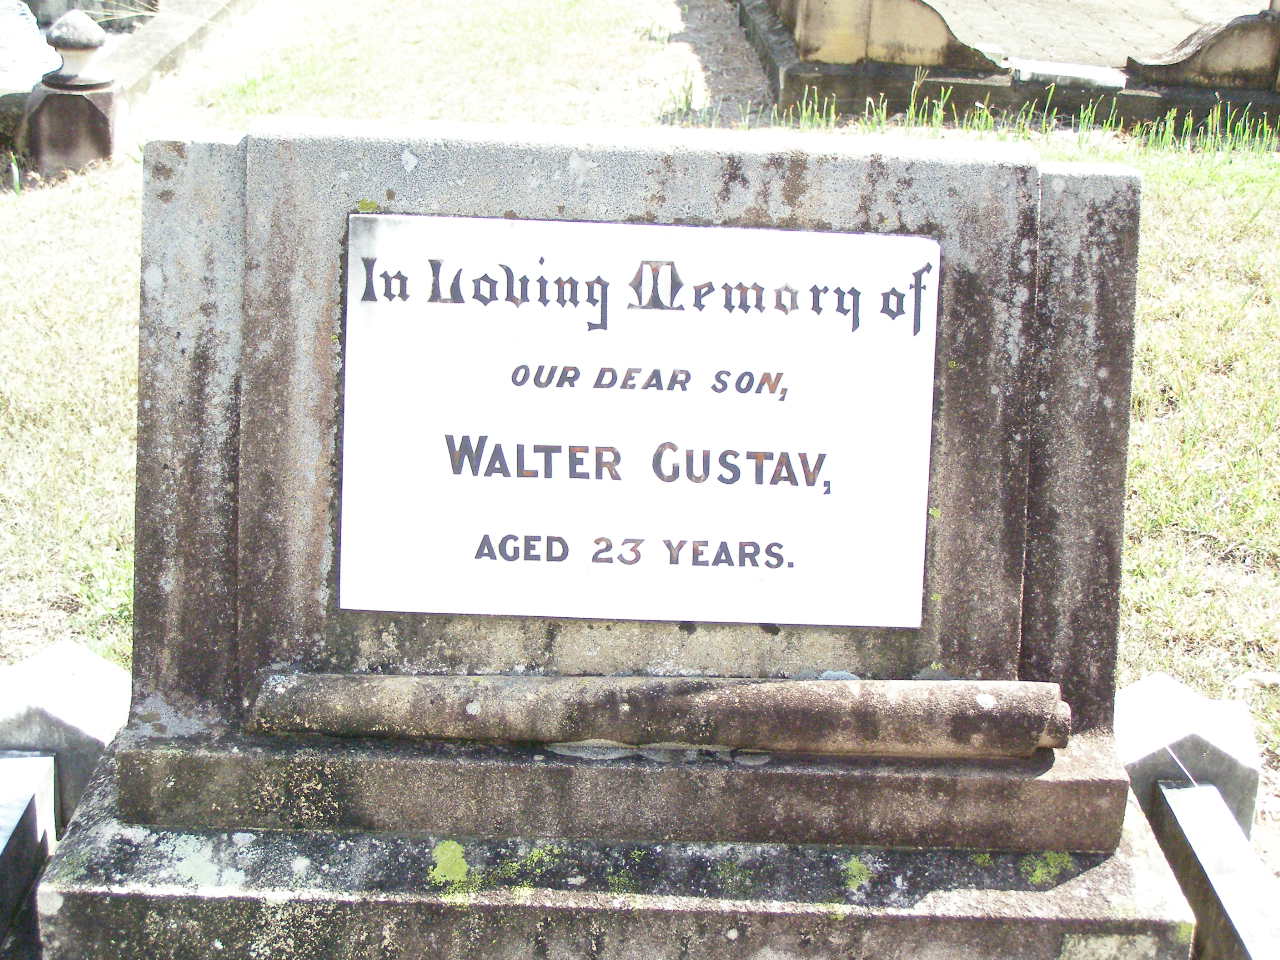 In Loving Memory of
OUR DEAR SON,
WALTER GUSTAV,
AGED 23 YEARS.